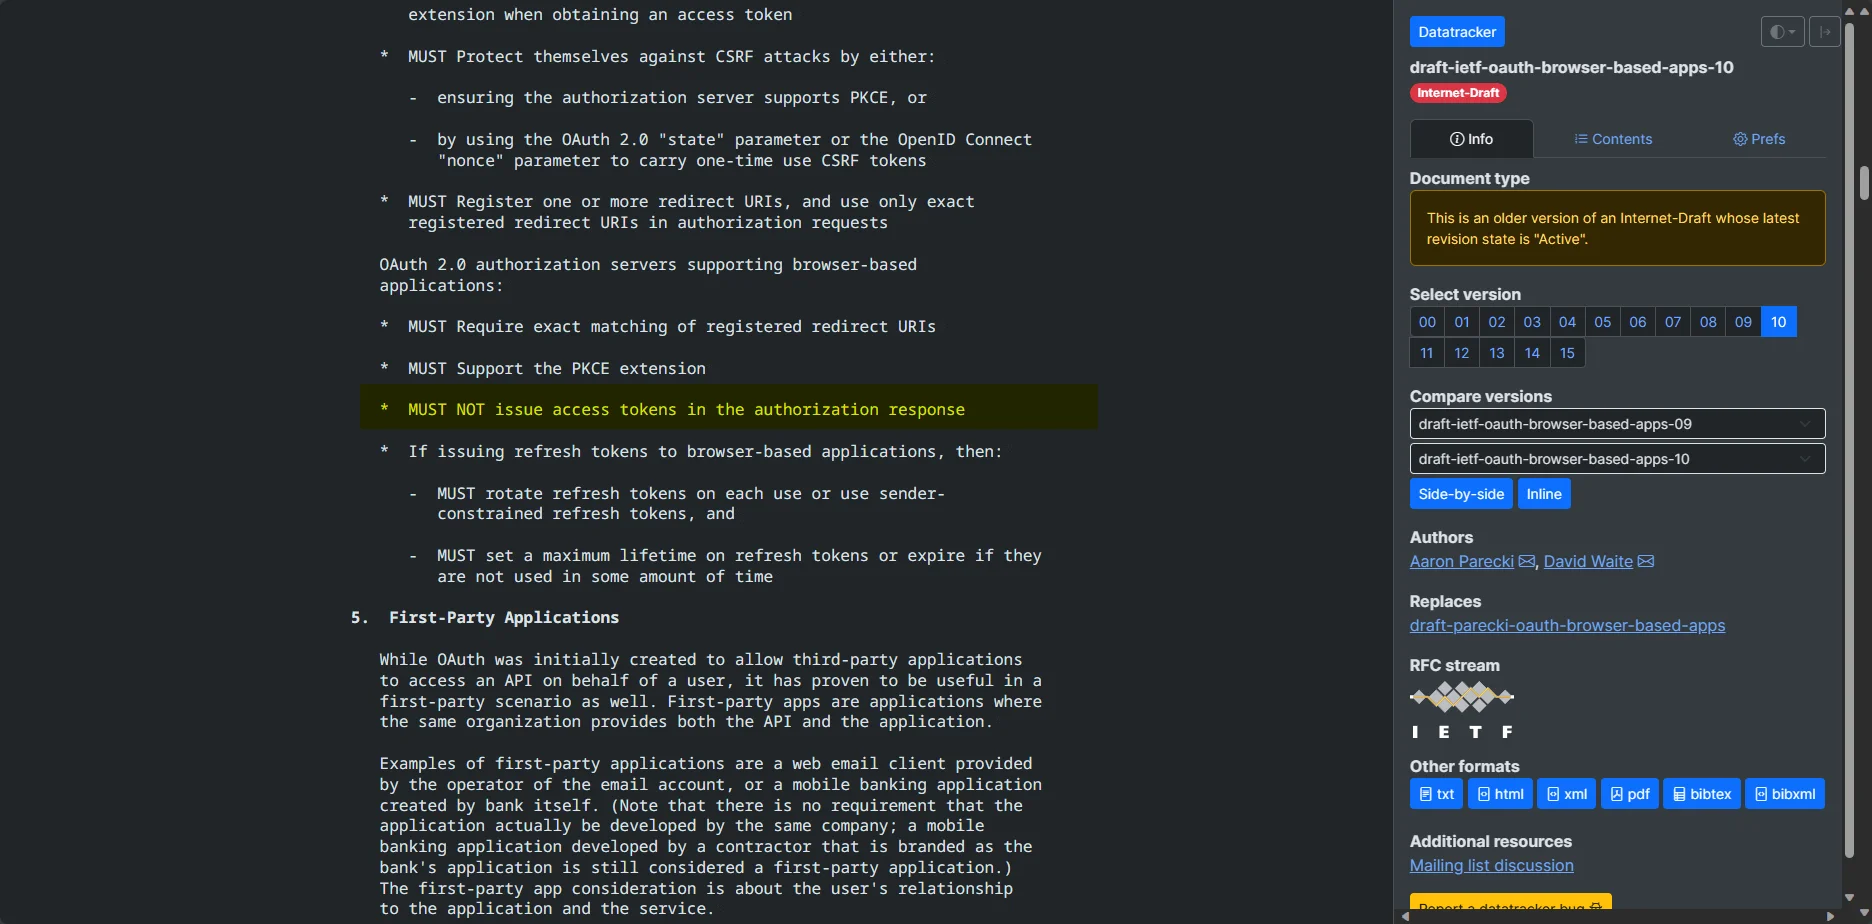 extension when obtaining an access token
* MUST Protect themselves against CSRF attacks by either:
- ensuring the authorization server supports PKCE, or
- by using the OAuth 2.0 "state" parameter or the OpenID Connect
"nonce" parameter to carry one-time use CSRF tokens
* MUST Register one or more redirect URIs, and use only exact
registered redirect URIs in authorization requests
OAuth 2.0 authorization servers supporting browser-based
applications:
* MUST Require exact matching of registered redirect URIs
* MUST Support the PKCE extension
* MUST NOT issue access tokens in the authorization response
* If issuing refresh tokens to browser-based applications, then:
- MUST rotate refresh tokens on each use or use sender-
constrained refresh tokens, and
- MUST set a maximum lifetime on refresh tokens or expire if they
are not used in some amount of time
5. First-Party Applications
While OAuth was initially created to allow third-party applications
to access an API on behalf of a user, it has proven to be useful in a
first-party scenario as well. First-party apps are applications where
the same organization provides both the API and the application.
Examples of first-party applications are a web email client provided
by the operator of the email account, or a mobile banking application
created by bank itself. (Note that there is no requirement that the
application actually be developed by the same company; a mobile
banking application developed by a contractor that is branded as the
bank's application is still considered a first-party application.)
The first-party app consideration is about the user's relationship
to the application and the service.
Datatracker
draft-ietf-oauth-browser-based-apps-10
Internet-Draft
Info Contents Prefs
Document type
This is an older version of an Internet-Draft whose latest
revision state is "Active".
Select version
00 01 02 03 04 05 06 07 08 09 10
11 12 13 14 15
Compare versions
draft-ietf-oauth-browser-based-apps-09
draft-ietf-oauth-browser-based-apps-10
Side-by-side Inline
Authors
Aaron Parecki, David Waite
Replaces
draft-parecki-oauth-browser-based-apps
RFC stream
I E T F
Other formats
txt html xml pdf bibtex bibxml
Additional resources
Mailing list discussion
Report a datatracker bug